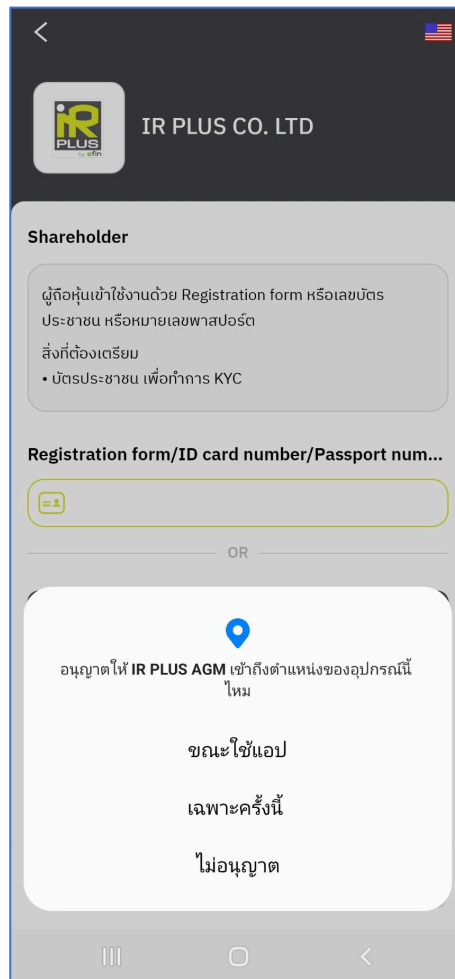 iR
PLUS
by efin
IR PLUS CO. LTD
Shareholder
ผู้ถือหุ้นเข้าใช้งานด้วย Registration form หรือเลขบัตร
ประชาชน หรือหมายเลขพาสปอร์ต
สิ่งที่ต้องเตรียม
• บัตรประชาชน เพื่อทำการ KYC
Registration form/ID card number/Passport num...
OR
อนุญาตให้ IR PLUS AGM เข้าถึงตำแหน่งของอุปกรณ์นี้
ไหม
ขณะใช้แอป
เฉพาะครั้งนี้
ไม่อนุญาต